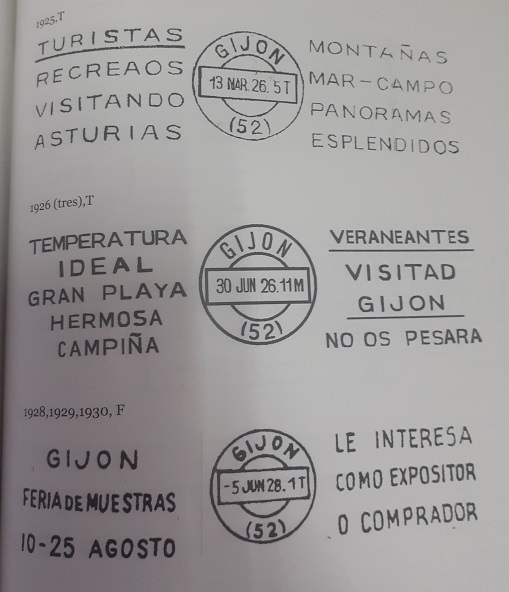 1925,T
TURISTAS
RECREAOS
VISITANDO
ASTURIAS
GIJON
13 MAR.26.5T
(52)
MONTAÑAS
MAR-CAMPO
PANORAMAS
ESPLENDIDOS
1926 (tres),T
TEMPERATURA
IDEAL
GRAN PLAYA
HERMOSA
CAMPIÑA
GIJON
30 JUN 26.11M
(52)
VERANEANTES
VISITAD
GIJON
NO OS PESARA
1928,1929,1930, F
GIJON
FERIA DE MUESTRAS
10-25 AGOSTO
GIJON
-5 JUN 28.1T
(52)
LE INTERESA
COMO EXPOSITOR
O COMPRADOR